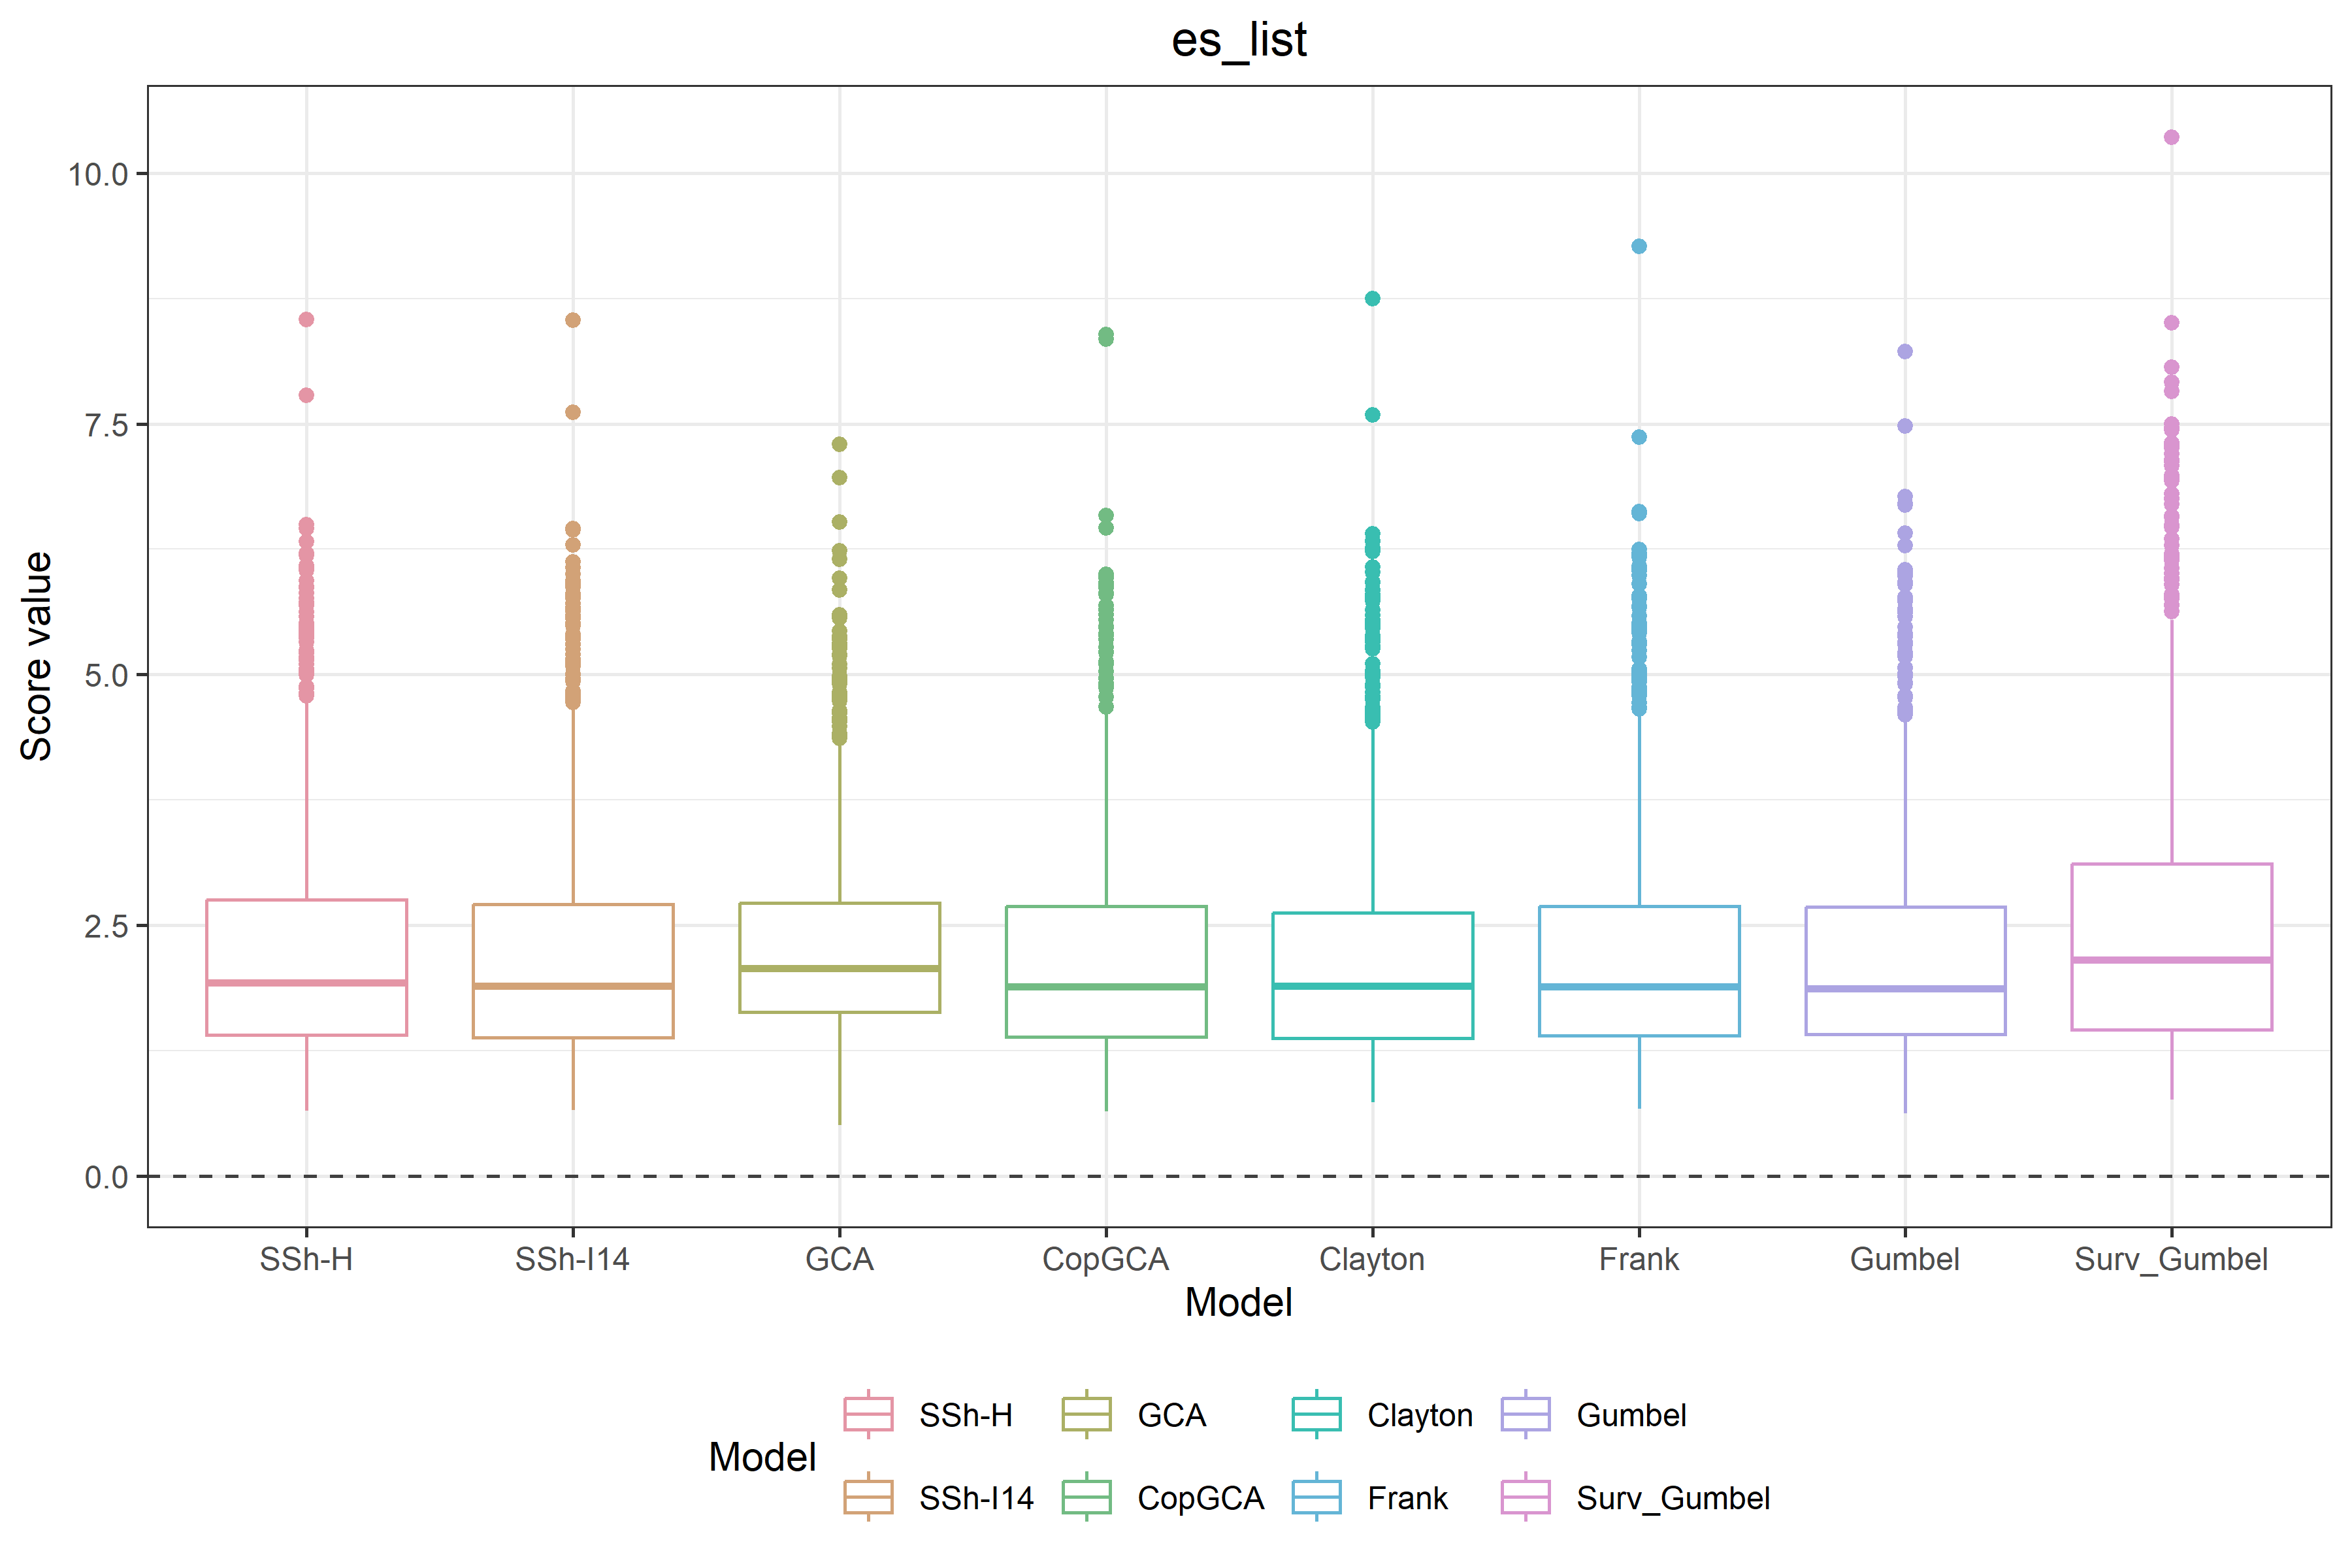 es_list
Score value
10.0
7.5
5.0
2.5
0.0
SSh-H SSh-I14 GCA CopGCA Clayton Frank Gumbel Surv_Gumbel
Model
Model
SSh-H GCA Clayton Gumbel
SSh-I14 CopGCA Frank Surv_Gumbel